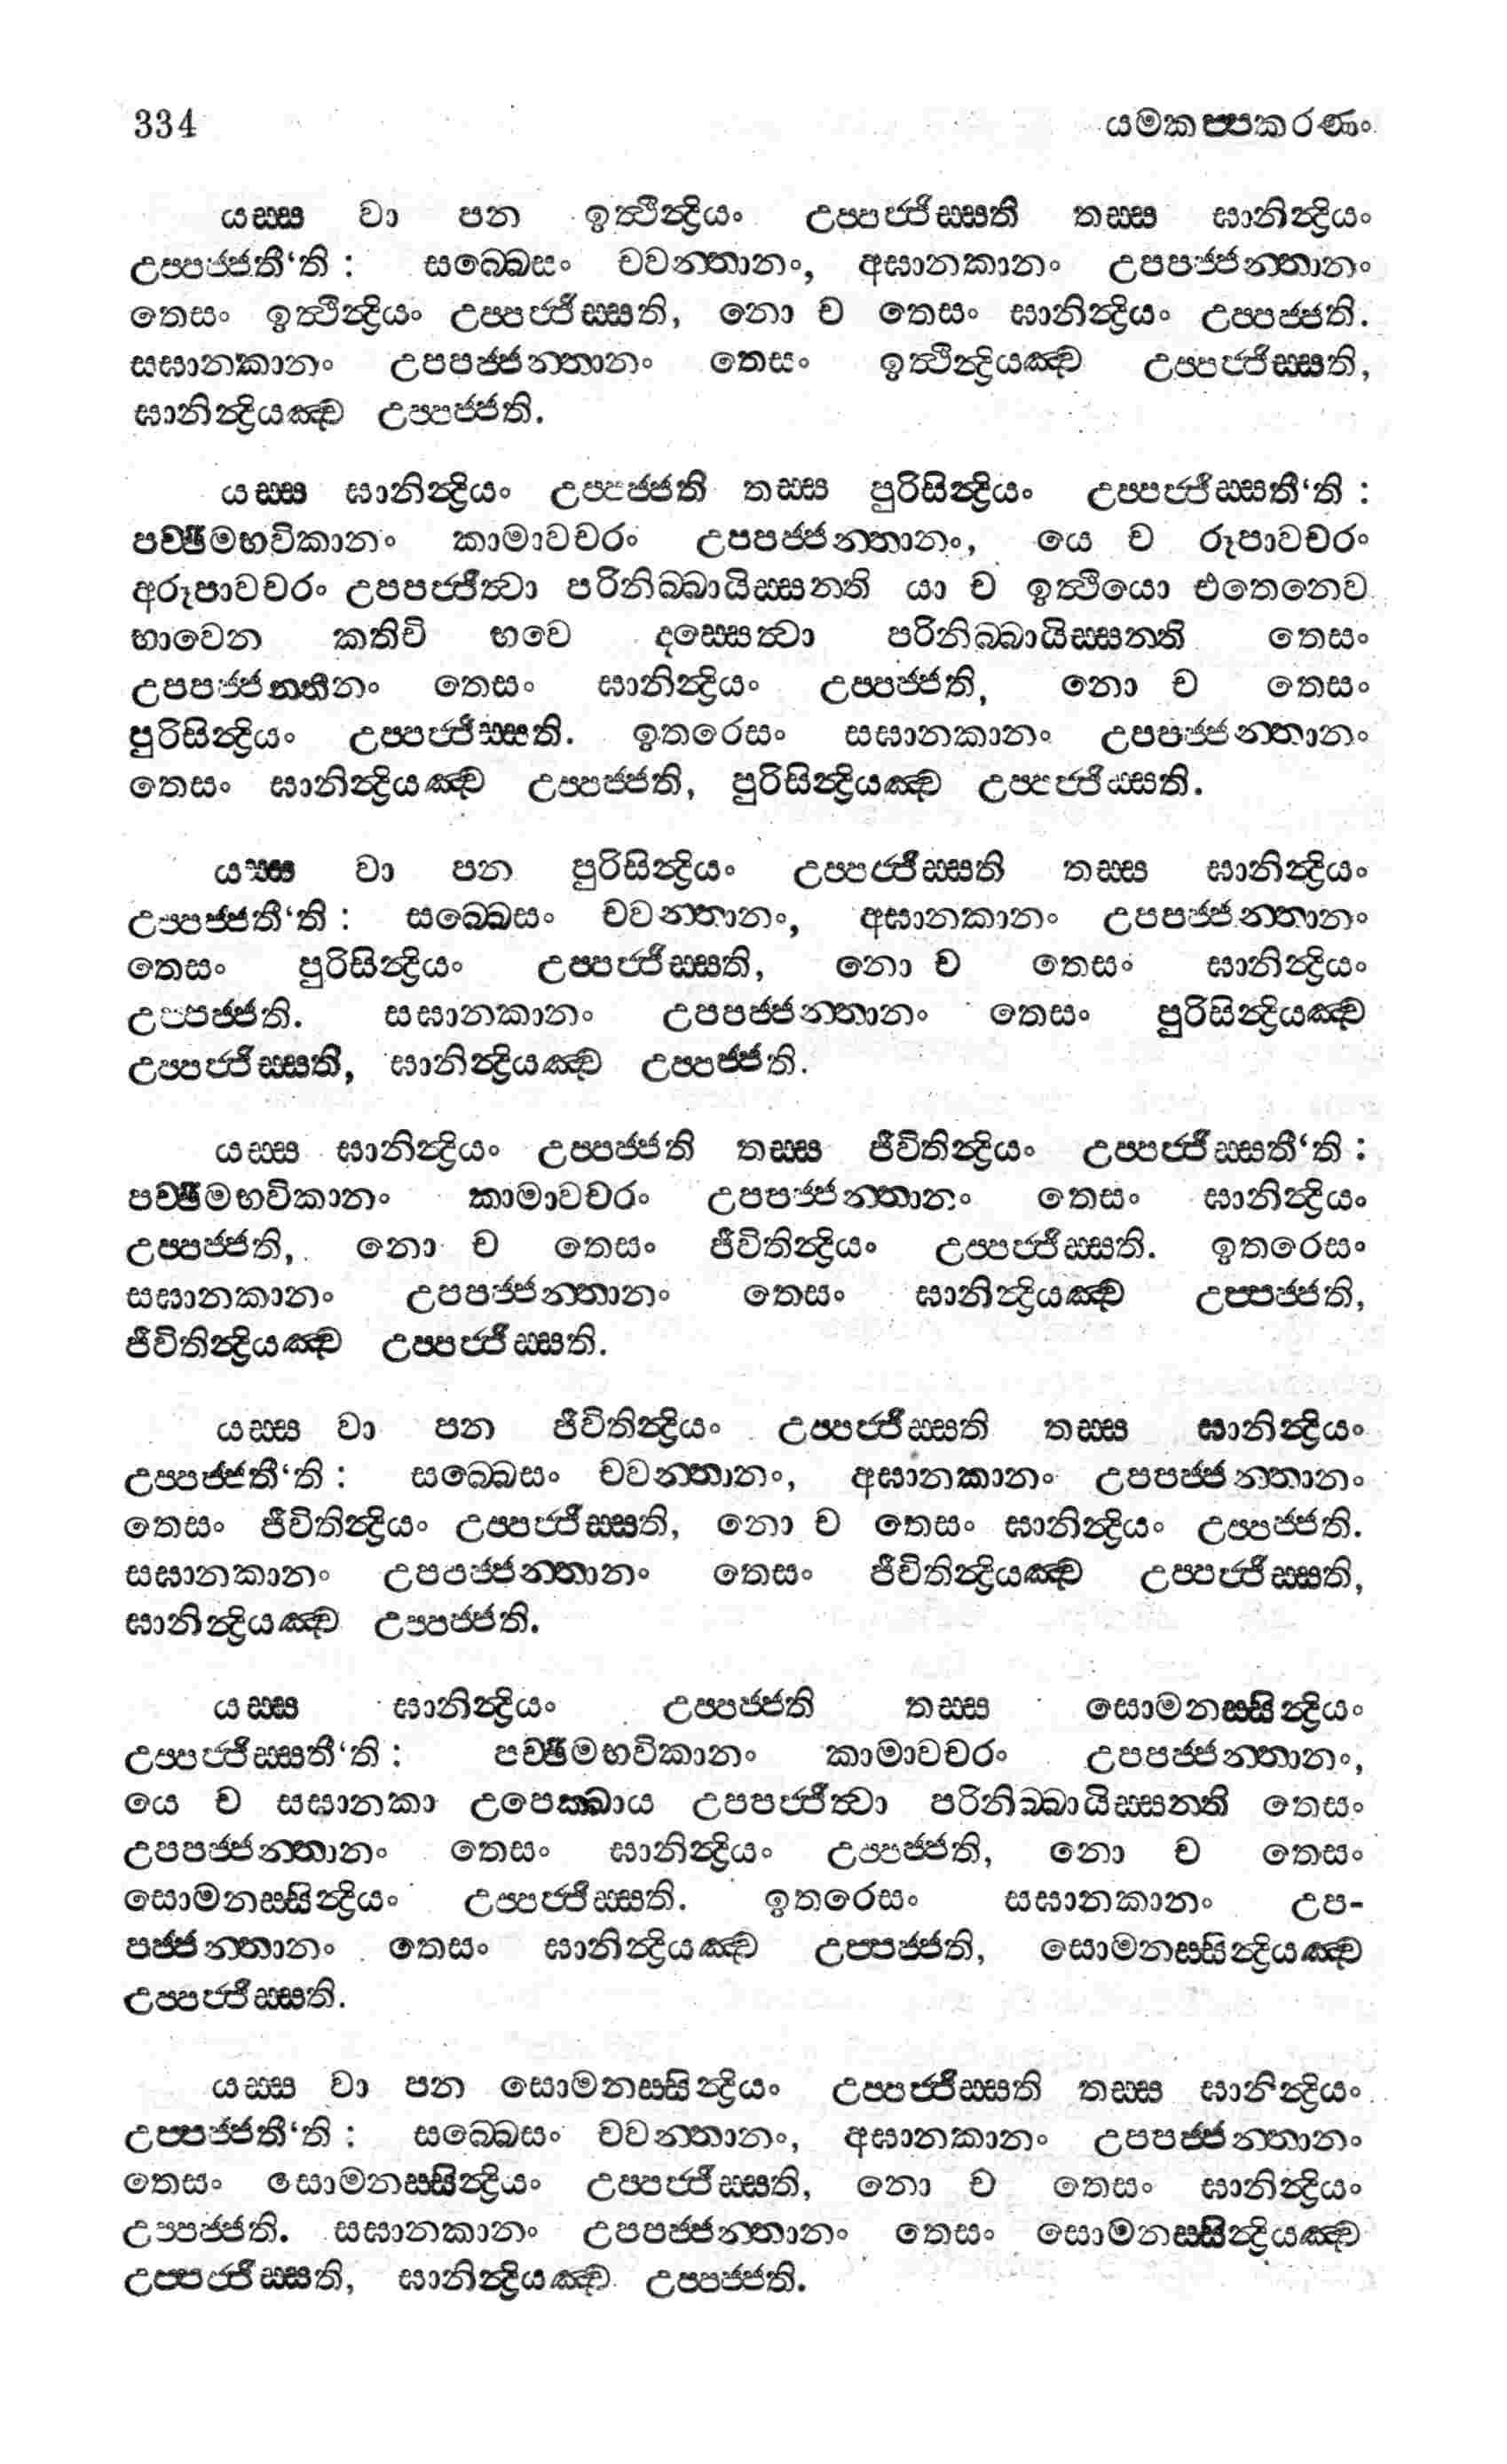 334 යමකප්පකරණං
යස්ස වා පන ඉත්ථින්ද්‍රියං උප්පජ්ජිස්සති තස්ස ඝානින්ද්‍රියං
උප්පජ්ජතී‘ති : සබ්බෙසං චවන්තානං, අඝානකානං උපපජ්ජන්තානං
තෙසං ඉත්ථින්ද්‍රියං උප්පජ්ජිස්සති, නො ච තෙසං ඝානින්ද්‍රියං උප්පජ්ජති.
සඝානකානං උපපජ්ජන්තානං තෙසං ඉත්ථින්ද්‍රියඤ්ච උප්පජ්ජිස්සති,
ඝානින්ද්‍රියඤ්ච උප්පජ්ජති.
යස්ස ඝානින්ද්‍රියං උප්පජ්ජති තස්ස පුරිසින්ද්‍රියං උප්පජ්ජිස්සතී‘ති :
පච්ඡිමභවිකානං කාමාවචරං උපපජ්ජන්තානං, යෙ ච රූපාවචරං
අරූපාවචරං උපපජ්ජිත්වා පරිනිබ්බායිස්සන්ති යා ච ඉත්ථියො එතෙනෙව
භාවෙන කතිචි භවෙ දස්සෙත්වා පරිනිබ්බායිස්සන්ති තෙසං
උපපජ්ජන්තීනං තෙසං ඝානින්ද්‍රියං උප්පජ්ජති, නො ච තෙසං
පුරිසින්ද්‍රියං උප්පජ්ජිස්සති. ඉතරෙසං සඝානකානං උපපජ්ජන්තානං
තෙසං ඝානින්ද්‍රියඤ්ච උප්පජ්ජති, පුරිසින්ද්‍රියඤ්ච උප්පජ්ජිස්සති.
යස්ස වා පන පුරිසින්ද්‍රියං උප්පජ්ජිස්සති තස්ස ඝානින්ද්‍රියං
උප්පජ්ජතී‘ති : සබ්බෙසං චවන්තානං, අඝානකානං උපපජ්ජන්තානං
තෙසං පුරිසින්ද්‍රියං උප්පජ්ජිස්සති, නො ච තෙසං ඝානින්ද්‍රියං
උප්පජ්ජති. සඝානකානං උපපජ්ජන්තානං තෙසං පුරිසින්ද්‍රියඤ්ච
උප්පජ්ජිස්සති, ඝානින්ද්‍රියඤ්ච උප්පජ්ජති.
යස්ස ඝානින්ද්‍රියං උප්පජ්ජති තස්ස ජීවිතින්ද්‍රියං උප්පජ්ජිස්සතී‘ති :
පච්ඡිමභවිකානං කාමාවචරං උපපජ්ජන්තානං තෙසං ඝානින්ද්‍රියං
උප්පජ්ජති, නො ච තෙසං ජීවිතින්ද්‍රියං උප්පජ්ජිස්සති. ඉතරෙසං
සඝානකානං උපපජ්ජන්තානං තෙසං ඝානින්ද්‍රියඤ්ච උප්පජ්ජති,
ජීවිතින්ද්‍රියඤ්ච උප්පජ්ජිස්සති.
යස්ස වා පන ජීවිතින්ද්‍රියං උප්පජ්ජිස්සති තස්ස ඝානින්ද්‍රියං
උප්පජ්ජතී‘ති : සබ්බෙසං චවන්තානං, අඝානකානං උපපජ්ජන්තානං
තෙසං ජීවිතින්ද්‍රියං උප්පජ්ජිස්සති, නො ච තෙසං ඝානින්ද්‍රියං උප්පජ්ජති.
සඝානකානං උපපජ්ජන්තානං තෙසං ජීවිතින්ද්‍රියඤ්ච උප්පජ්ජිස්සති,
ඝානින්ද්‍රියඤ්ච උප්පජ්ජති.
යස්ස ඝානින්ද්‍රියං උප්පජ්ජති තස්ස සොමනස්සින්ද්‍රියං
උප්පජ්ජිස්සතී‘ති : පච්ඡිමභවිකානං කාමාවචරං උපපජ්ජන්තානං,
යෙ ච සඝානකා උපෙක්ඛාය උපපජ්ජිත්වා පරිනිබ්බායිස්සන්ති තෙසං
උපපජ්ජන්තානං තෙසං ඝානින්ද්‍රියං උප්පජ්ජති, නො ච තෙසං
සොමනස්සින්ද්‍රියං උප්පජ්ජිස්සති. ඉතරෙසං සඝානකානං උප-
පජ්ජන්තානං තෙසං ඝානින්ද්‍රියඤ්ච උප්පජ්ජති, සොමනස්සින්ද්‍රියඤ්ච
උප්පජ්ජිස්සති.
යස්ස වා පන සොමනස්සින්ද්‍රියං උප්පජ්ජිස්සති තස්ස ඝානින්ද්‍රියං
උප්පජ්ජතී‘ති : සබ්බෙසං චවන්තානං, අඝානකානං උපපජ්ජන්තානං
තෙසං සොමනස්සින්ද්‍රියං උප්පජ්ජිස්සති, නො ච තෙසං ඝානින්ද්‍රියං
උප්පජ්ජති. සඝානකානං උපපජ්ජන්තානං තෙසං සොමනස්සින්ද්‍රියඤ්ච
උප්පජ්ජිස්සති, ඝානින්ද්‍රියඤ්ච උප්පජ්ජති.